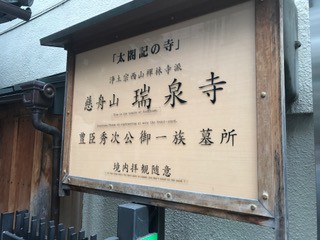 「太閤記の寺」
浄土宗西山禅林寺派
慈舟山 瑞泉寺
豊臣秀次公御一族墓所
境内拝観随意